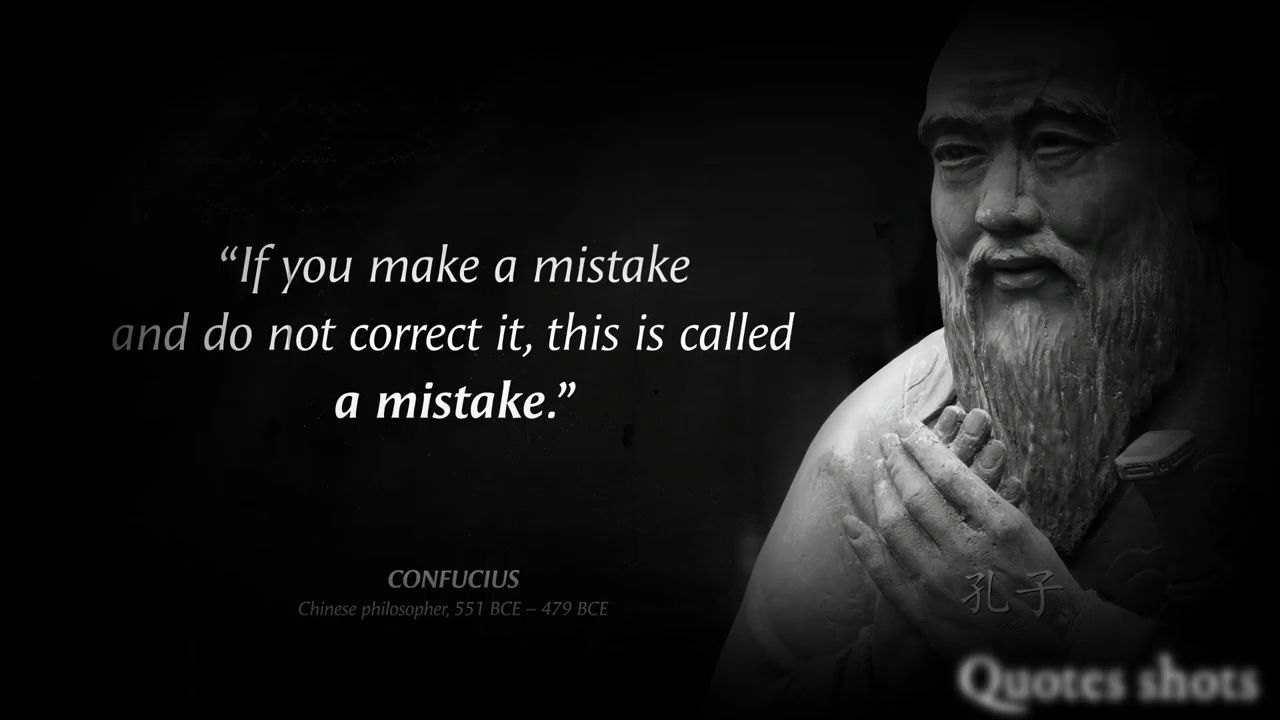 “If you make a mistake
and do not correct it, this is called
a mistake.”
CONFUCIUS
Chinese philosopher, 551 BCE – 479 BCE
孔子
Quotes shots